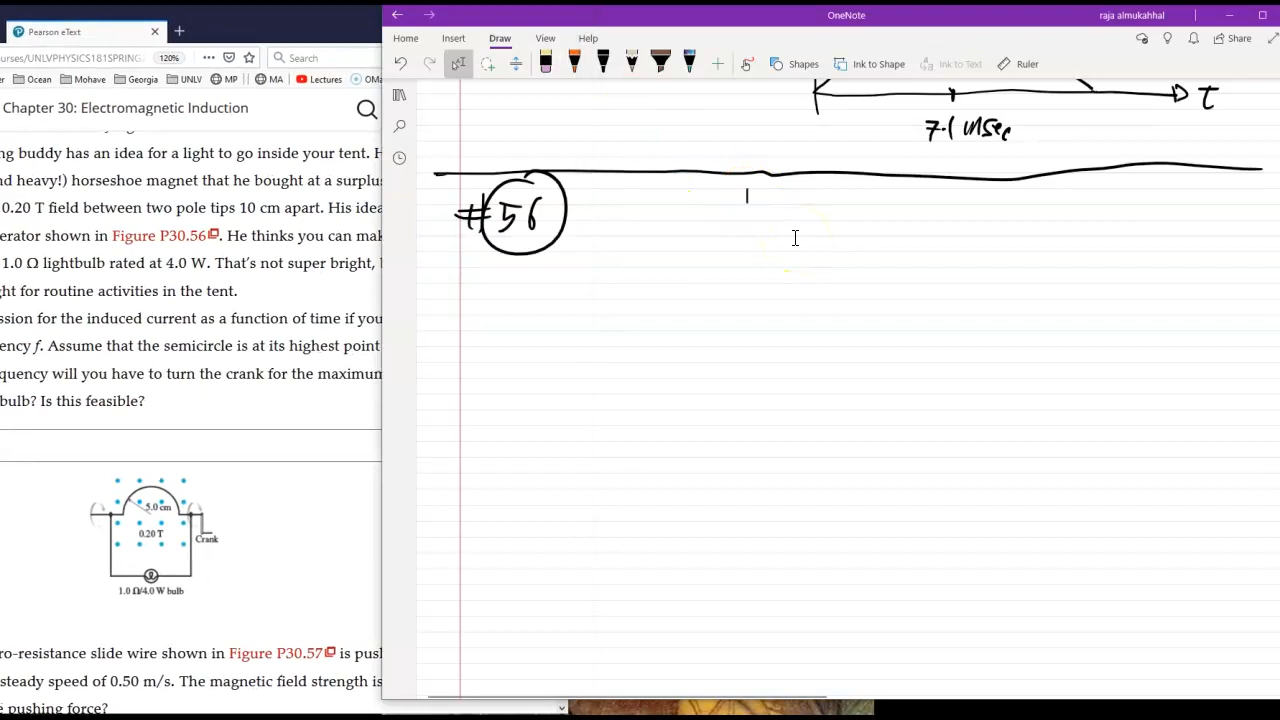 Pearson eText
OneNote
raja almukahhal
ourses/UNLVPHYSICS181SPRING
120%
Search
Ocean Mohave Georgia UNLV MP MA Lectures OMa
Home Insert Draw View Help
Shapes Ink to Shape Ink to Text Ruler Share
Chapter 30: Electromagnetic Induction
ng buddy has an idea for a light to go inside your tent. H
nd heavy!) horseshoe magnet that he bought at a surplus
0.20 T field between two pole tips 10 cm apart. His idea
erator shown in Figure P30.56. He thinks you can mak
1.0 Ω lightbulb rated at 4.0 W. That's not super bright, b
ght for routine activities in the tent.
ssion for the induced current as a function of time if you
ency f. Assume that the semicircle is at its highest point
quency will you have to turn the crank for the maximum
bulb? Is this feasible?
5.0 cm
0.20 T
Crank
1.0 Ω/4.0 W bulb
ro-resistance slide wire shown in Figure P30.57 is push
steady speed of 0.50 m/s. The magnetic field strength is
e pushing force?
t
7.1 msec
#56